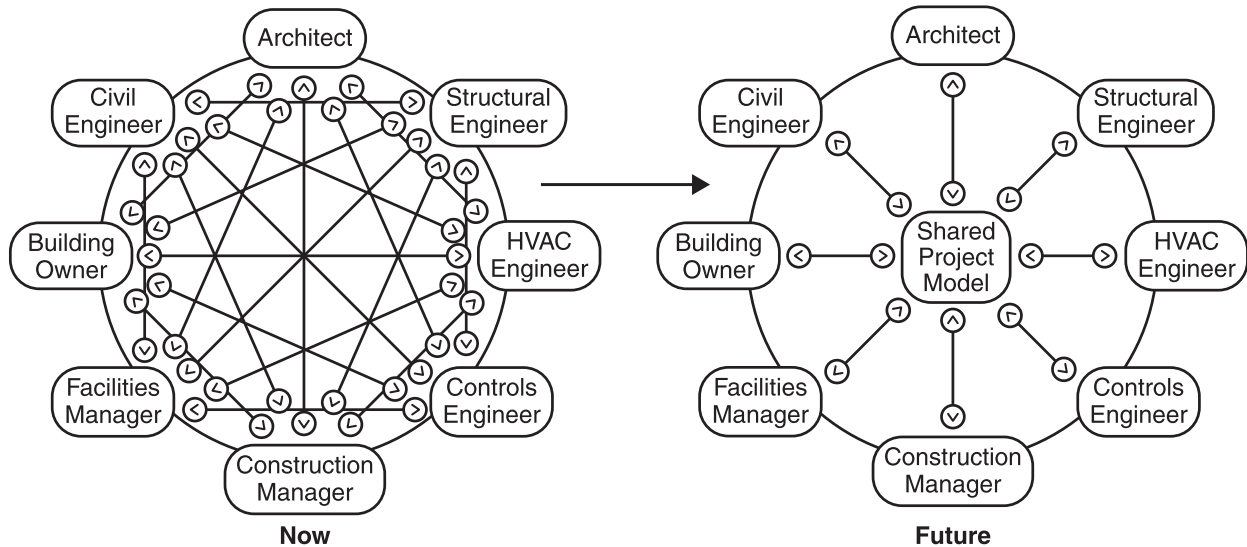 Architect
Civil
Engineer
Structural
Engineer
Building
Owner
HVAC
Engineer
Facilities
Manager
Controls
Engineer
Construction
Manager
Now
Architect
Civil
Engineer
Structural
Engineer
Building
Owner
Shared
Project
Model
HVAC
Engineer
Facilities
Manager
Controls
Engineer
Construction
Manager
Future